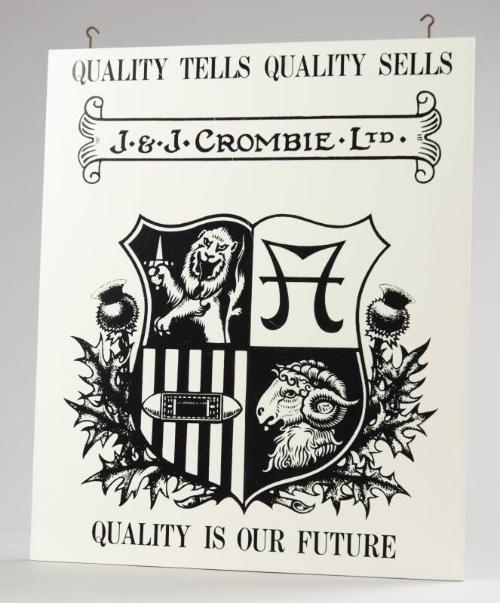 QUALITY TELLS QUALITY SELLS
J·&·J·CROMBIE·LTD·
A
QUALITY IS OUR FUTURE